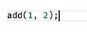 add(1, 2);